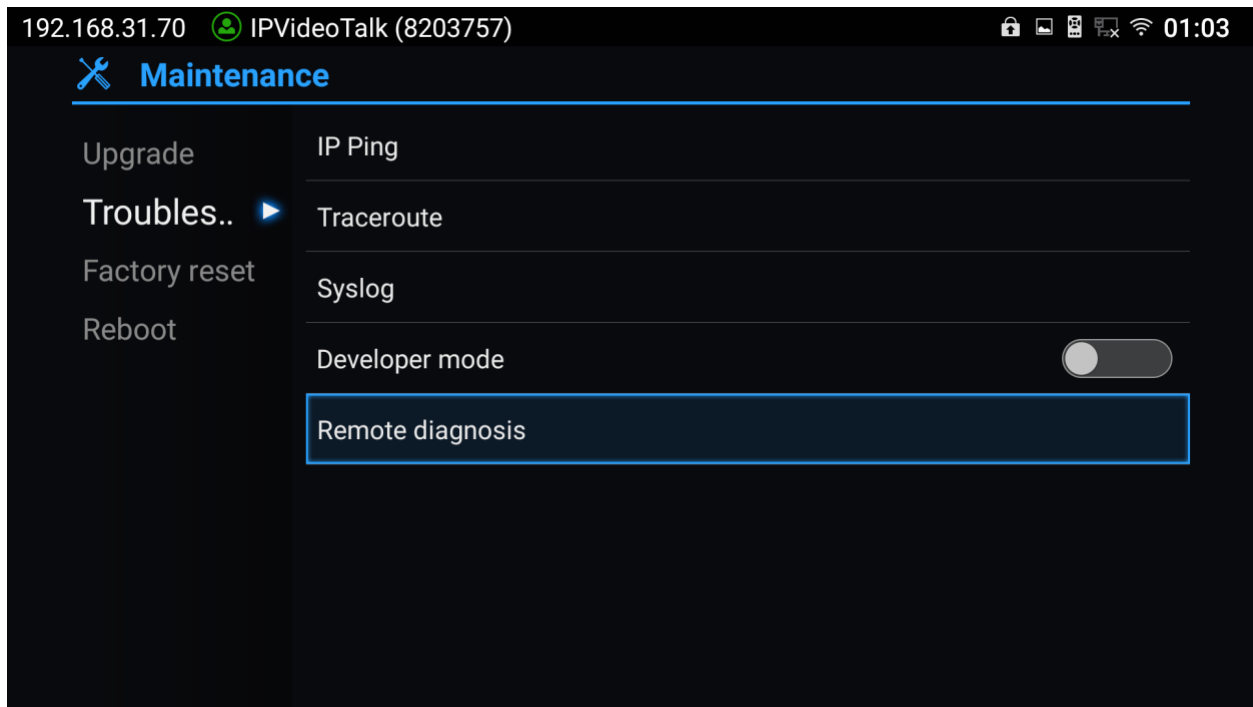 192.168.31.70 IPVideoTalk (8203757) 01:03
Maintenance
Upgrade
Troubles..
Factory reset
Reboot
IP Ping
Traceroute
Syslog
Developer mode
Remote diagnosis